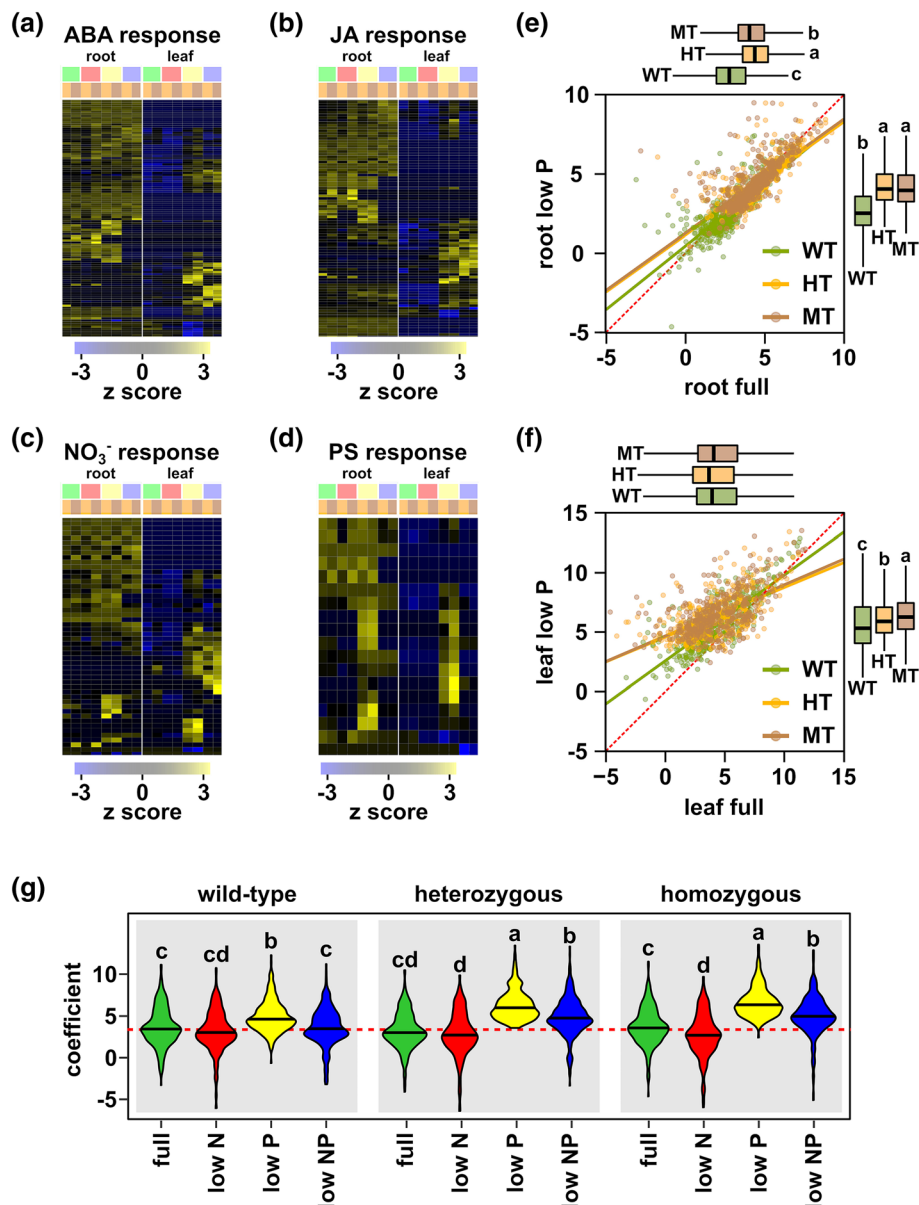 (a)
ABA response
root leaf
-3 0 3
z score
(b)
JA response
root leaf
-3 0 3
z score
(c)
NO3- response
root leaf
-3 0 3
z score
(d)
PS response
root leaf
-3 0 3
z score
(e)
MT b
HT a
WT c
10
5
0
-5
root low P
WT
HT
MT
-5 0 5 10
root full
b a a
WT HT MT
(f)
MT
HT
WT
15
10
5
0
-5
leaf low P
WT
HT
MT
-5 0 5 10 15
leaf full
c b a
WT HT MT
(g)
wild-type heterozygous homozygous
coefficient
10
5
0
-5
c cd b c cd d a b c d a b
full low N low P low NP full low N low P low NP full low N low P low NP